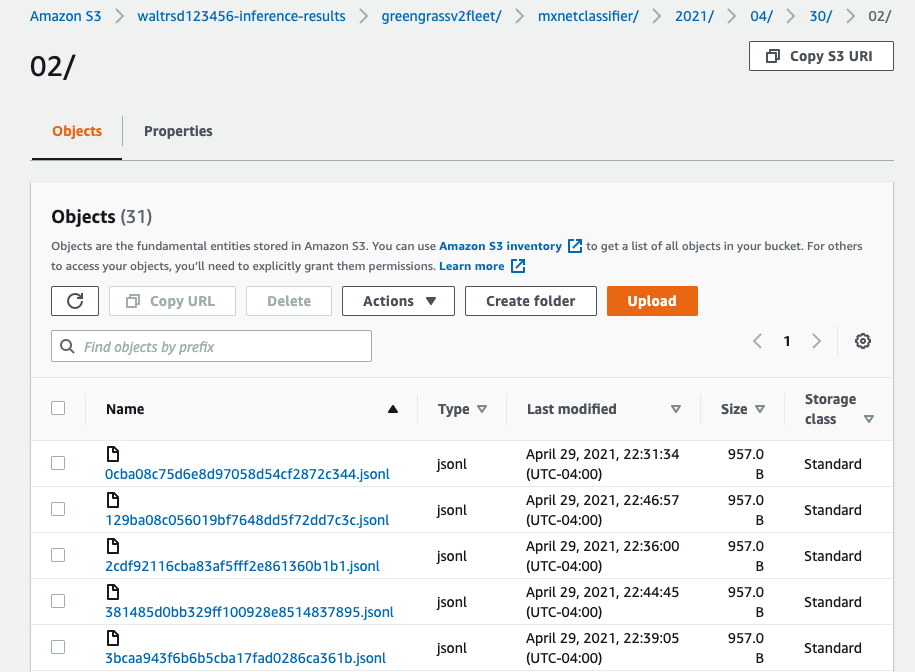 Amazon S3 > waltrsd123456-inference-results > greengrassv2fleet/ > mxnetclassifier/ > 2021/ > 04/ > 30/ > 02/
02/
Copy S3 URI
Objects
Properties
Objects (31)
Objects are the fundamental entities stored in Amazon S3. You can use Amazon S3 inventory to get a list of all objects in your bucket. For others
to access your objects, you'll need to explicitly grant them permissions. Learn more
Copy URL Delete Actions Create folder Upload
Find objects by prefix
1
Name Type Last modified Size Storage
class
0cba08c75d6e8d97058d54cf2872c344.jsonl jsonl April 29, 2021, 22:31:34 957.0 Standard
(UTC-04:00) B
129ba08c056019bf7648dd5f72dd7c3c.jsonl jsonl April 29, 2021, 22:46:57 957.0 Standard
(UTC-04:00) B
2cdf92116cba83af5fff2e861360b1b1.jsonl jsonl April 29, 2021, 22:36:00 957.0 Standard
(UTC-04:00) B
381485d0bb329ff100928e8514837895.jsonl jsonl April 29, 2021, 22:44:45 957.0 Standard
(UTC-04:00) B
3bcaa943f6b6b5cba17fad0286ca361b.jsonl jsonl April 29, 2021, 22:39:05 957.0 Standard
(UTC-04:00) B